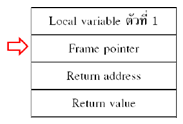 Local variable ตัวที่ 1
Frame pointer
Return address
Return value